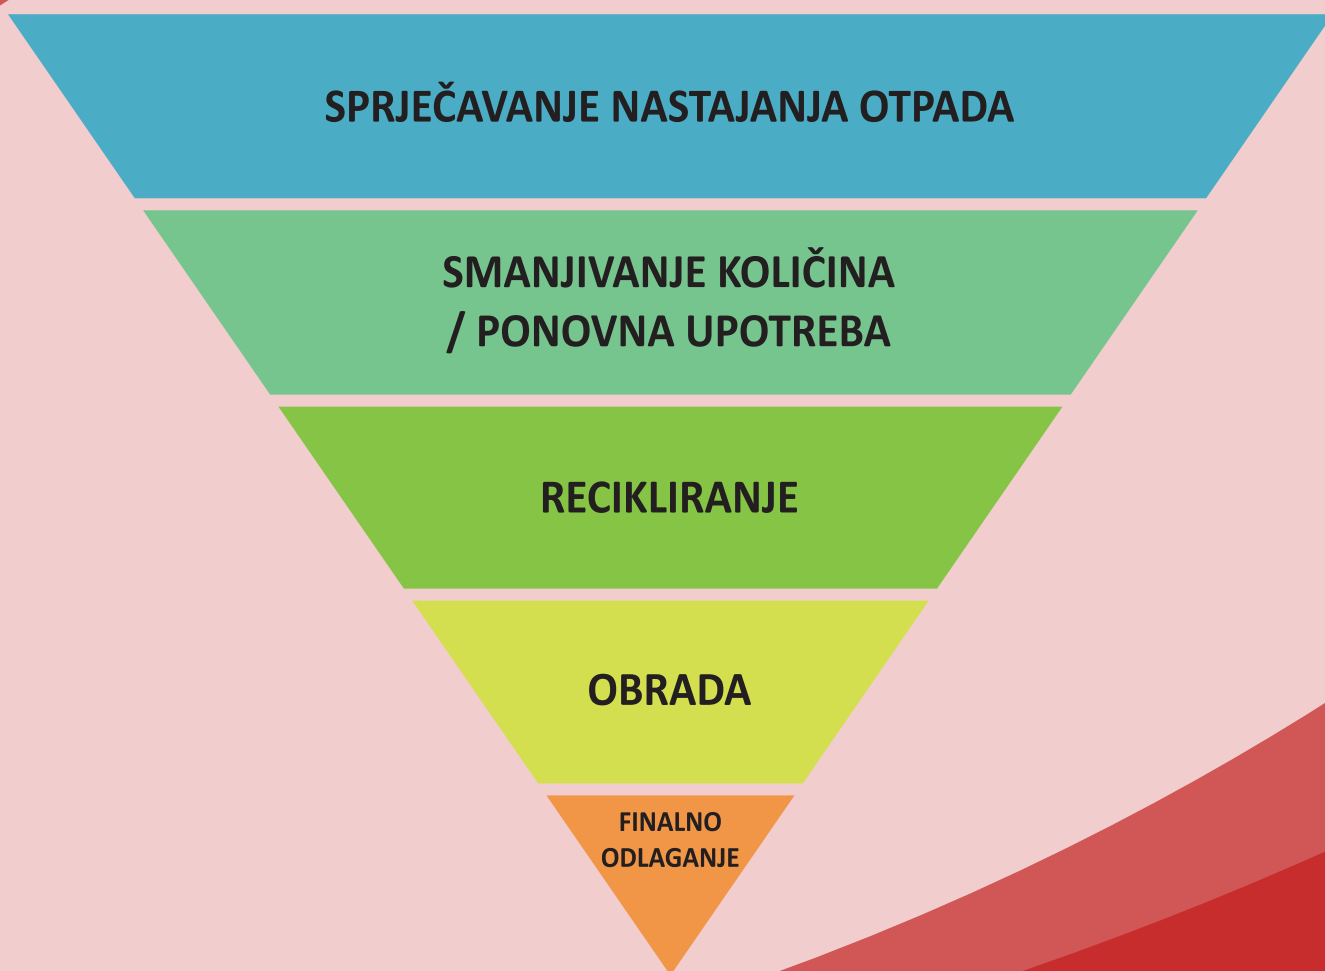 SPRJEČAVANJE NASTAJANJA OTPADA
SMANJIVANJE KOLIČINA
/ PONOVNA UPOTREBA
RECIKLIRANJE
OBRADA
FINALNO
ODLAGANJE